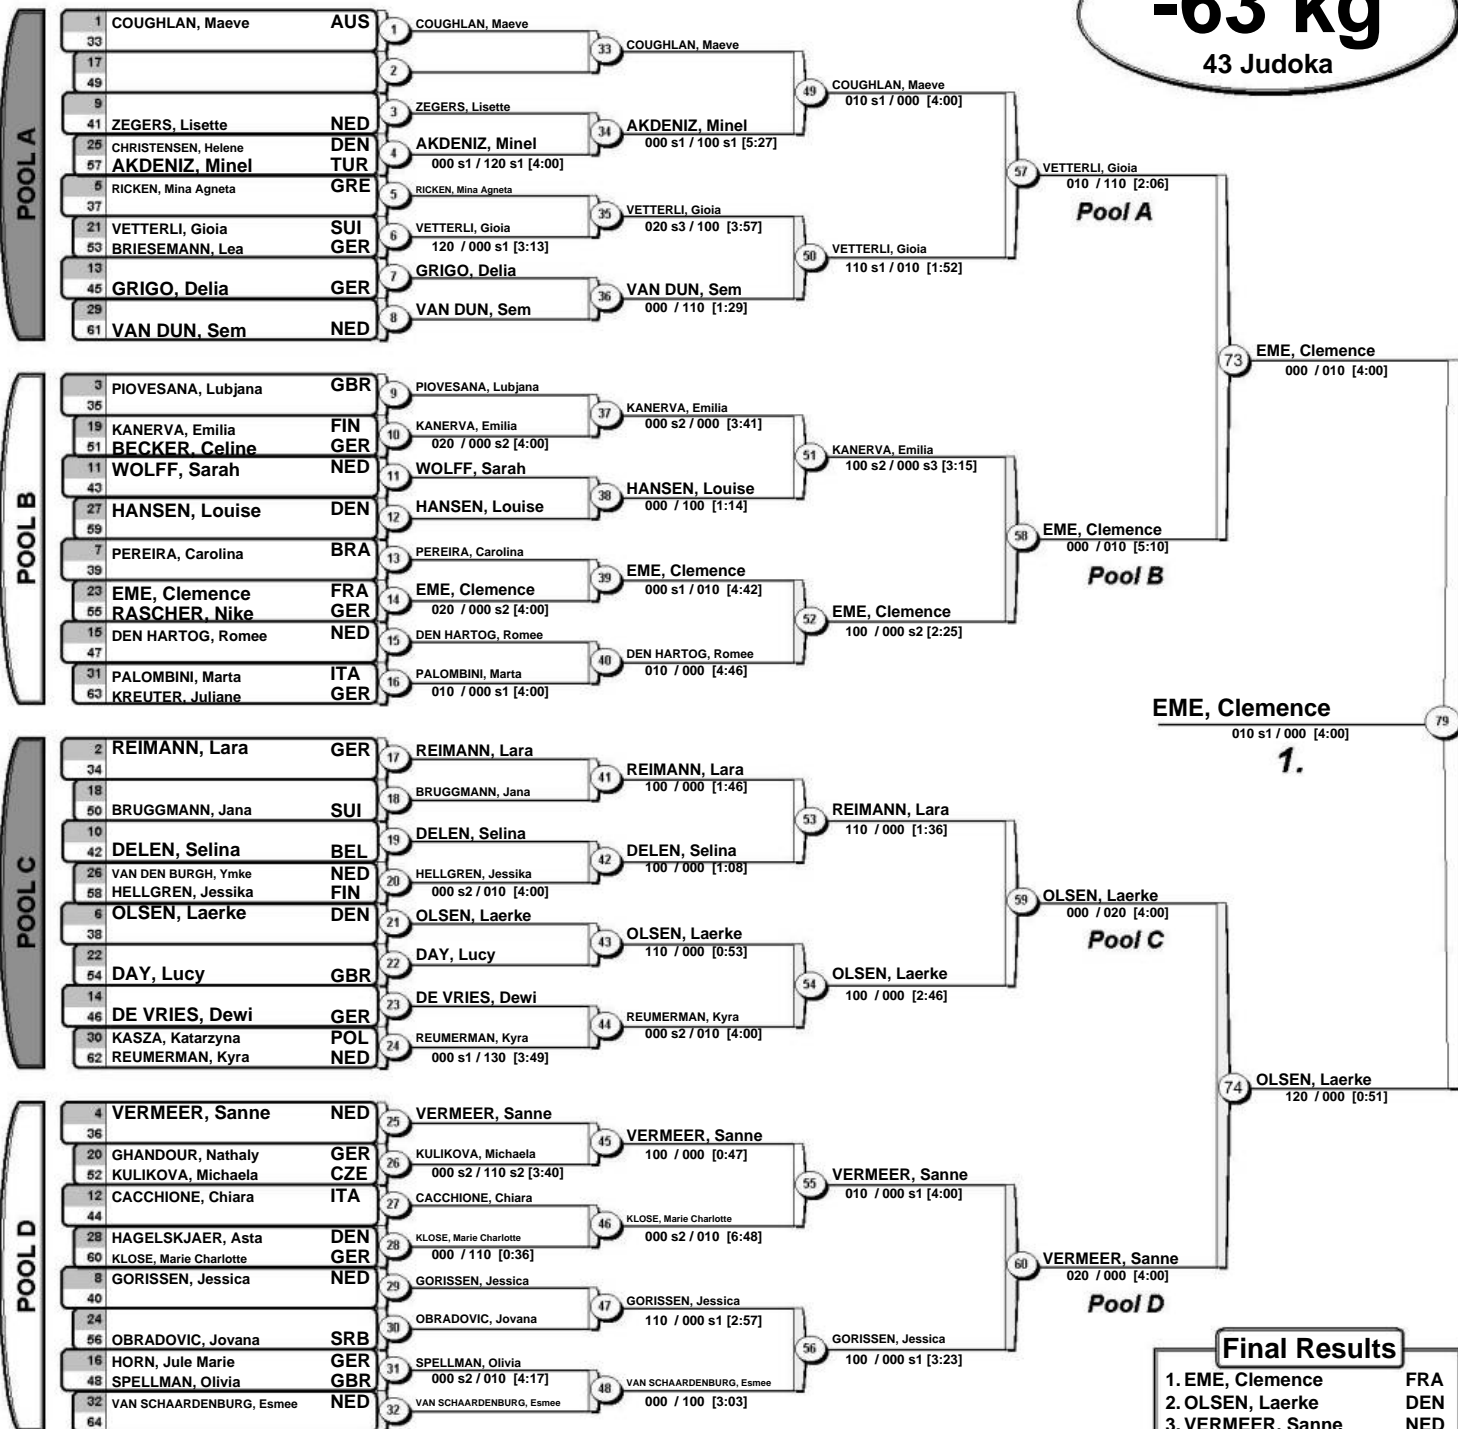 -63 kg
43 Judoka
POOL A
1 COUGHLAN, Maeve AUS
33
17
49
9
41 ZEGERS, Lisette NED
25 CHRISTENSEN, Helene DEN
57 AKDENIZ, Minel TUR
5 RICKEN, Mina Agneta GRE
37
21 VETTERLI, Gioia SUI
53 BRIESEMANN, Lea GER
13
45 GRIGO, Delia GER
29
61 VAN DUN, Sem NED
1 COUGHLAN, Maeve
2
3 ZEGERS, Lisette
4 AKDENIZ, Minel
000 s1 / 120 s1 [4:00]
5 RICKEN, Mina Agneta
6 VETTERLI, Gioia
120 / 000 s1 [3:13]
7 GRIGO, Delia
8 VAN DUN, Sem
33 COUGHLAN, Maeve
34 AKDENIZ, Minel
000 s1 / 100 s1 [5:27]
35 VETTERLI, Gioia
020 s3 / 100 [3:57]
36 VAN DUN, Sem
000 / 110 [1:29]
49 COUGHLAN, Maeve
010 s1 / 000 [4:00]
50 VETTERLI, Gioia
110 s1 / 010 [1:52]
57 VETTERLI, Gioia
010 / 110 [2:06]
Pool A
POOL B
3 PIOVESANA, Lubjana GBR
35
19 KANERVA, Emilia FIN
51 BECKER, Celine GER
11 WOLFF, Sarah NED
43
27 HANSEN, Louise DEN
59
7 PEREIRA, Carolina BRA
39
23 EME, Clemence FRA
55 RASCHER, Nike GER
15 DEN HARTOG, Romee NED
47
31 PALOMBINI, Marta ITA
63 KREUTER, Juliane GER
9 PIOVESANA, Lubjana
10 KANERVA, Emilia
020 / 000 s2 [4:00]
11 WOLFF, Sarah
12 HANSEN, Louise
13 PEREIRA, Carolina
14 EME, Clemence
020 / 000 s2 [4:00]
15 DEN HARTOG, Romee
16 PALOMBINI, Marta
010 / 000 s1 [4:00]
37 KANERVA, Emilia
000 s2 / 000 [3:41]
38 HANSEN, Louise
000 / 100 [1:14]
39 EME, Clemence
000 s1 / 010 [4:42]
40 DEN HARTOG, Romee
010 / 000 [4:46]
51 KANERVA, Emilia
100 s2 / 000 s3 [3:15]
52 EME, Clemence
100 / 000 s2 [2:25]
58 EME, Clemence
000 / 010 [5:10]
Pool B
73 EME, Clemence
000 / 010 [4:00]
EME, Clemence 79
010 s1 / 000 [4:00]
1.
POOL C
2 REIMANN, Lara GER
34
18
50 BRUGGMANN, Jana SUI
10
42 DELEN, Selina BEL
26 VAN DEN BURGH, Ymke NED
58 HELLGREN, Jessika FIN
6 OLSEN, Laerke DEN
38
22
54 DAY, Lucy GBR
14
46 DE VRIES, Dewi GER
30 KASZA, Katarzyna POL
62 REUMERMAN, Kyra NED
17 REIMANN, Lara
18 BRUGGMANN, Jana
19 DELEN, Selina
20 HELLGREN, Jessika
000 s2 / 010 [4:00]
21 OLSEN, Laerke
22 DAY, Lucy
23 DE VRIES, Dewi
24 REUMERMAN, Kyra
000 s1 / 130 [3:49]
41 REIMANN, Lara
100 / 000 [1:46]
42 DELEN, Selina
100 / 000 [1:08]
43 OLSEN, Laerke
110 / 000 [0:53]
44 REUMERMAN, Kyra
000 s2 / 010 [4:00]
53 REIMANN, Lara
110 / 000 [1:36]
54 OLSEN, Laerke
100 / 000 [2:46]
59 OLSEN, Laerke
000 / 020 [4:00]
Pool C
74 OLSEN, Laerke
120 / 000 [0:51]
POOL D
4 VERMEER, Sanne NED
36
20 GHANDOUR, Nathaly GER
52 KULIKOVA, Michaela CZE
12 CACCHIONE, Chiara ITA
44
28 HAGELSKJAER, Asta DEN
60 KLOSE, Marie Charlotte GER
8 GORISSEN, Jessica NED
40
24
56 OBRADOVIC, Jovana SRB
16 HORN, Jule Marie GER
48 SPELLMAN, Olivia GBR
32 VAN SCHAARDENBURG, Esmee NED
64
25 VERMEER, Sanne
26 KULIKOVA, Michaela
000 s2 / 110 s2 [3:40]
27 CACCHIONE, Chiara
28 KLOSE, Marie Charlotte
000 / 110 [0:36]
29 GORISSEN, Jessica
30 OBRADOVIC, Jovana
31 SPELLMAN, Olivia
000 s2 / 010 [4:17]
32 VAN SCHAARDENBURG, Esmee
45 VERMEER, Sanne
100 / 000 [0:47]
46 KLOSE, Marie Charlotte
000 s2 / 010 [6:48]
47 GORISSEN, Jessica
110 / 000 s1 [2:57]
48 VAN SCHAARDENBURG, Esmee
000 / 100 [3:03]
55 VERMEER, Sanne
010 / 000 s1 [4:00]
56 GORISSEN, Jessica
100 / 000 s1 [3:23]
60 VERMEER, Sanne
020 / 000 [4:00]
Pool D
Final Results
1. EME, Clemence FRA
2. OLSEN, Laerke DEN
3. VERMEER, Sanne NED